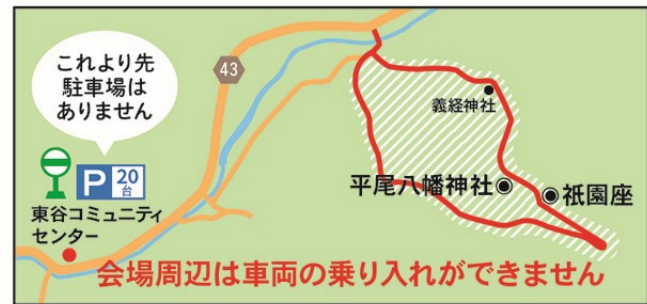 これより先
駐車場は
ありません
43
義経神社
P 20台
平尾八幡神社
祇園座
東谷コミュニティ
センター
会場周辺は車両の乗り入れができません